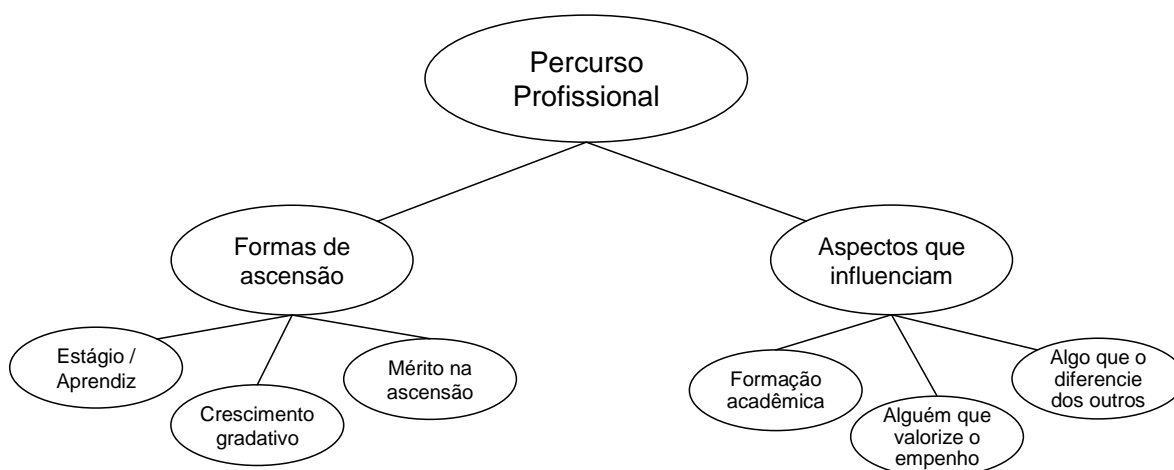 Percurso
Profissional
Formas de
ascensão
Aspectos que
influenciam
Estágio /
Aprendiz
Crescimento
gradativo
Mérito na
ascensão
Formação
acadêmica
Alguém que
valorize o
empenho
Algo que o
diferencie
dos outros